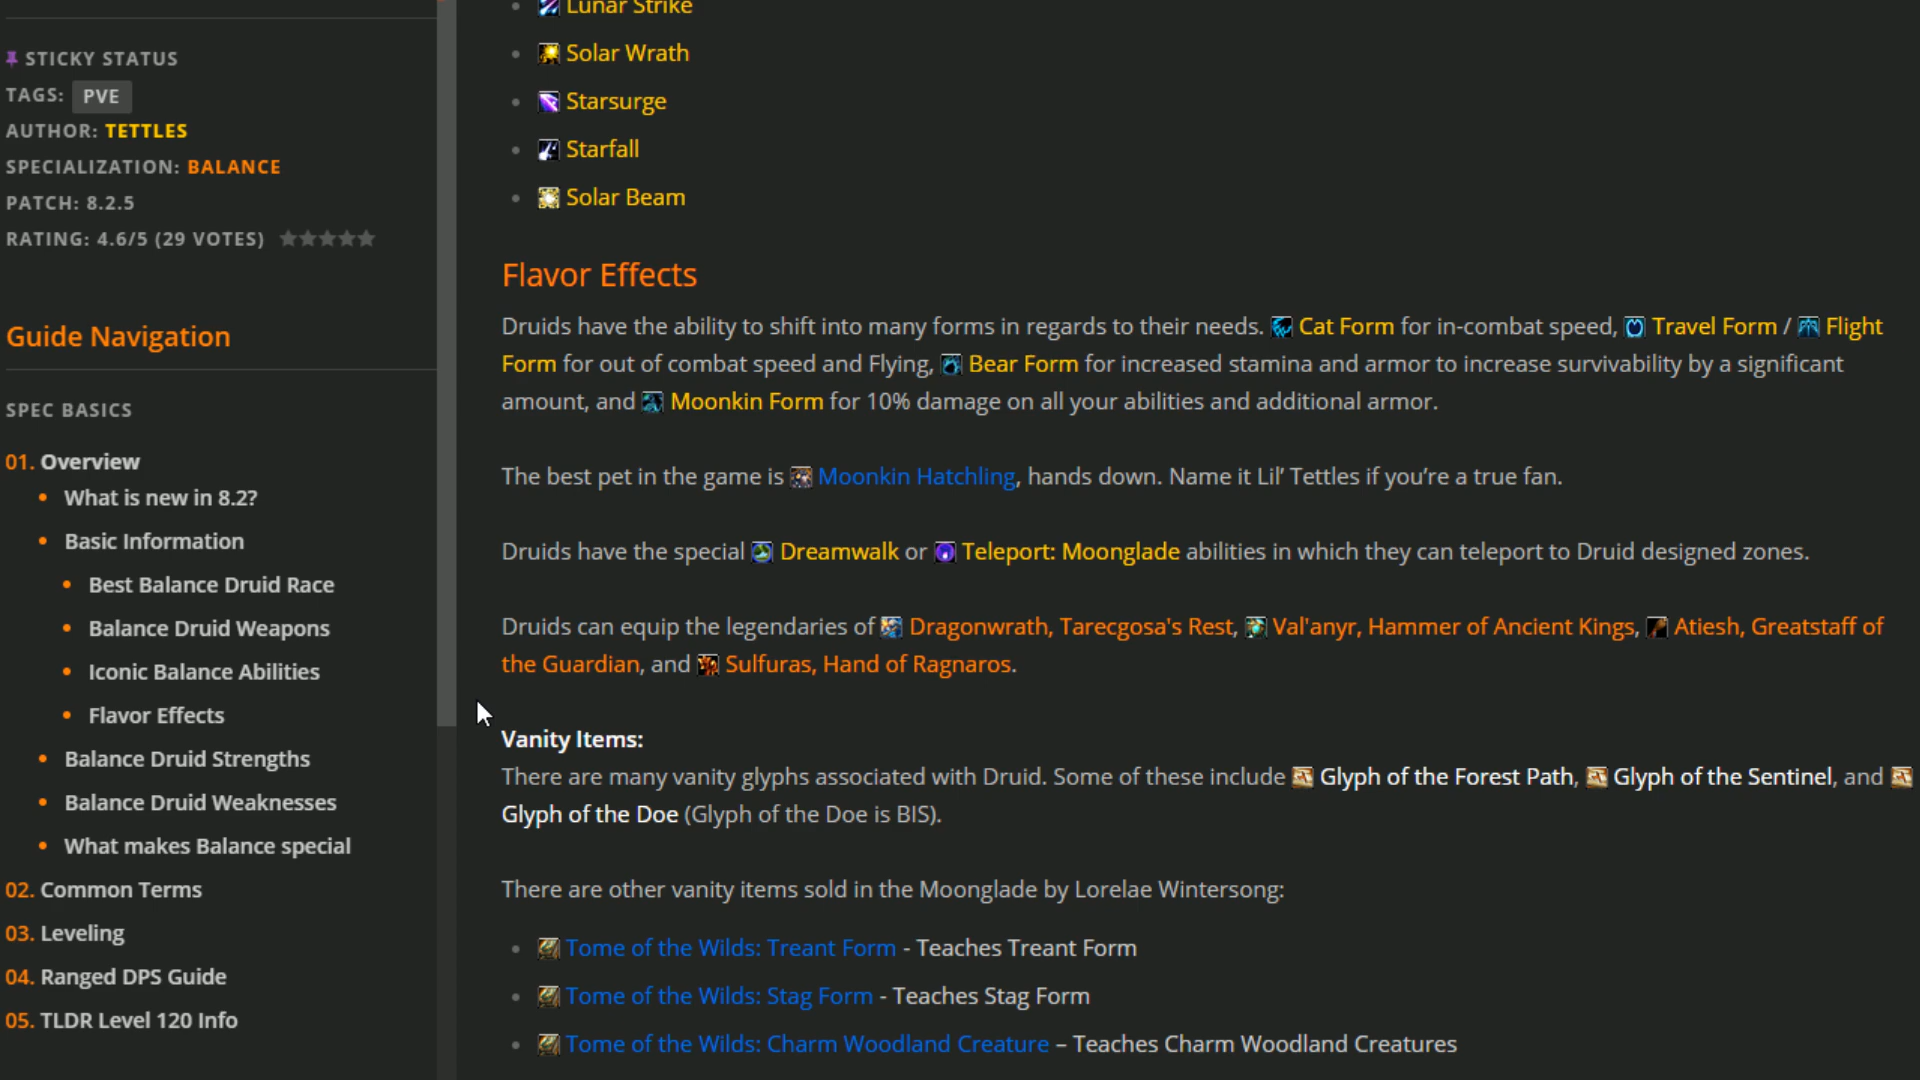 STICKY STATUS
TAGS: PVE
AUTHOR: TETTLES
SPECIALIZATION: BALANCE
PATCH: 8.2.5
RATING: 4.6/5 (29 VOTES)
Guide Navigation
SPEC BASICS
01. Overview
What is new in 8.2?
Basic Information
Best Balance Druid Race
Balance Druid Weapons
Iconic Balance Abilities
Flavor Effects
Balance Druid Strengths
Balance Druid Weaknesses
What makes Balance special
02. Common Terms
03. Leveling
04. Ranged DPS Guide
05. TLDR Level 120 Info
Lunar Strike
Solar Wrath
Starsurge
Starfall
Solar Beam
Flavor Effects
Druids have the ability to shift into many forms in regards to their needs. Cat Form for in-combat speed, Travel Form / Flight
Form for out of combat speed and Flying, Bear Form for increased stamina and armor to increase survivability by a significant
amount, and Moonkin Form for 10% damage on all your abilities and additional armor.
The best pet in the game is Moonkin Hatchling, hands down. Name it Lil’ Tettles if you’re a true fan.
Druids have the special Dreamwalk or Teleport: Moonglade abilities in which they can teleport to Druid designed zones.
Druids can equip the legendaries of Dragonwrath, Tarecgosa's Rest, Val'anyr, Hammer of Ancient Kings, Atiesh, Greatstaff of
the Guardian, and Sulfuras, Hand of Ragnaros.
Vanity Items:
There are many vanity glyphs associated with Druid. Some of these include Glyph of the Forest Path, Glyph of the Sentinel, and
Glyph of the Doe (Glyph of the Doe is BIS).
There are other vanity items sold in the Moonglade by Lorelae Wintersong:
Tome of the Wilds: Treant Form - Teaches Treant Form
Tome of the Wilds: Stag Form - Teaches Stag Form
Tome of the Wilds: Charm Woodland Creature – Teaches Charm Woodland Creatures